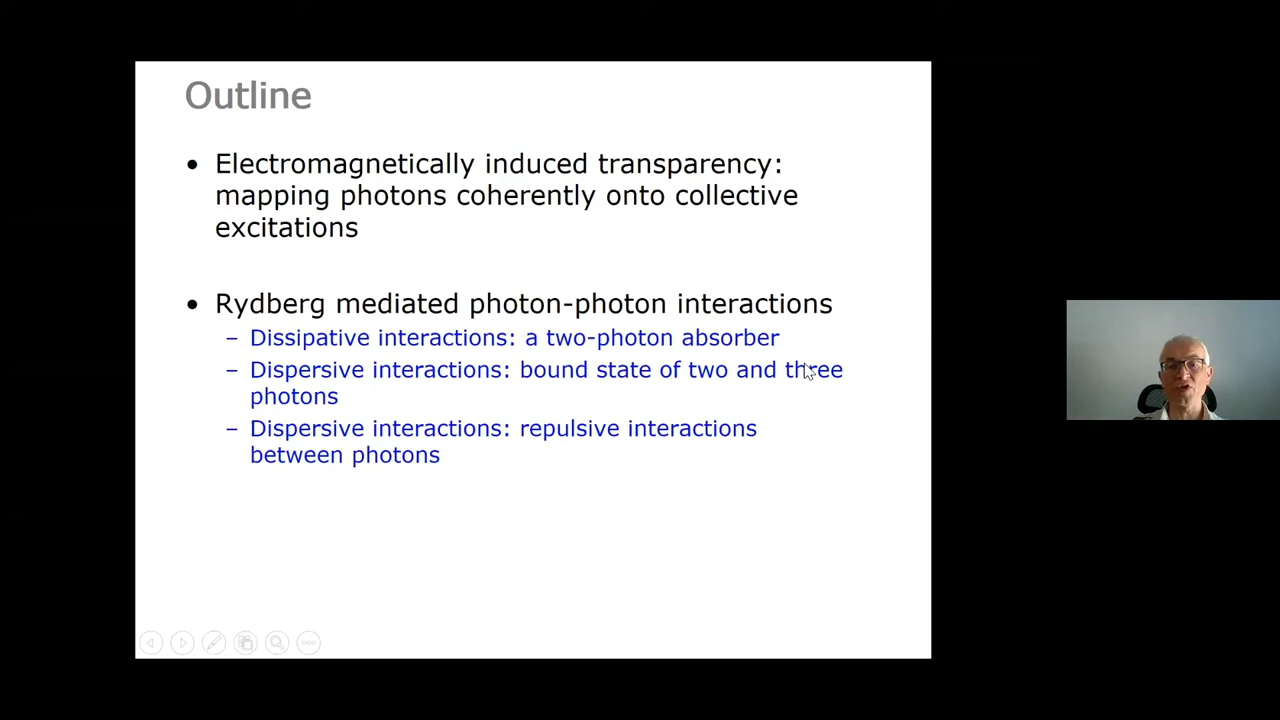 Outline
• Electromagnetically induced transparency:
mapping photons coherently onto collective
excitations
• Rydberg mediated photon-photon interactions
– Dissipative interactions: a two-photon absorber
– Dispersive interactions: bound state of two and three
photons
– Dispersive interactions: repulsive interactions
between photons